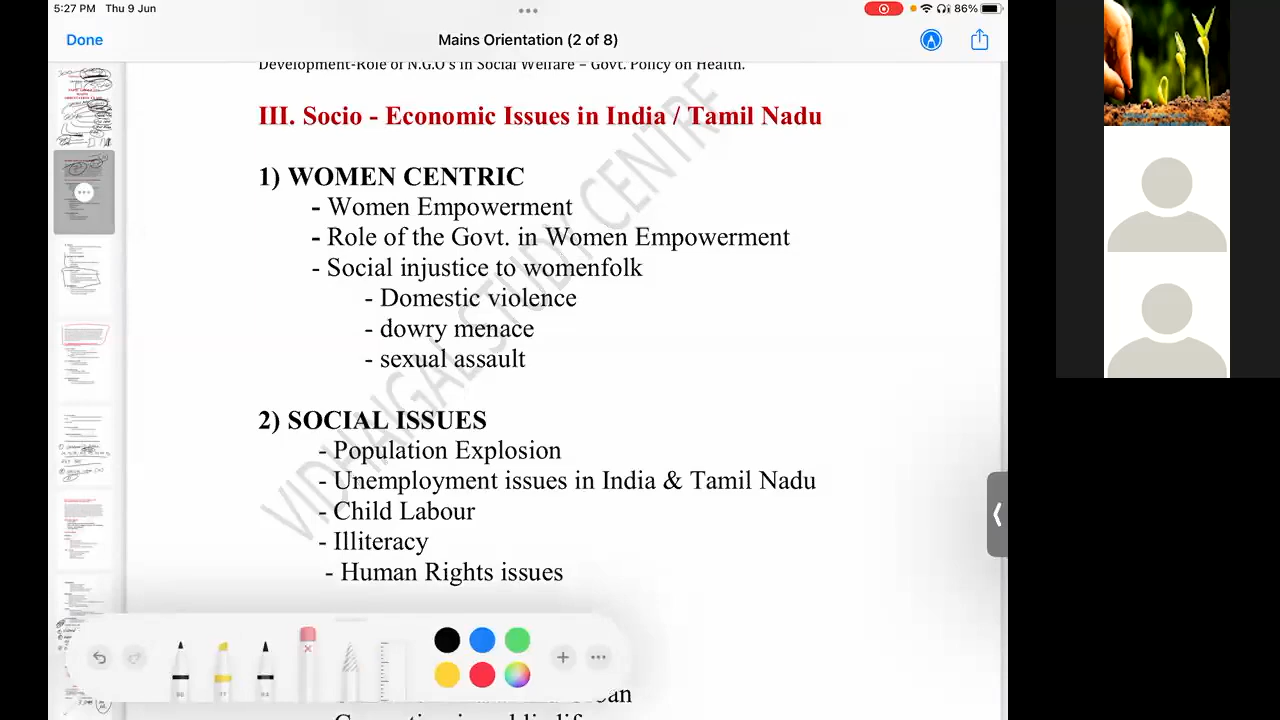 5:27 PM Thu 9 Jun
86%
Done
Mains Orientation (2 of 8)
Development-Role of N.G.O's in Social Welfare – Govt. Policy on Health.
III. Socio - Economic Issues in India / Tamil Nadu
1) WOMEN CENTRIC
- Women Empowerment
- Role of the Govt. in Women Empowerment
- Social injustice to womenfolk
- Domestic violence
- dowry menace
- sexual assault
2) SOCIAL ISSUES
- Population Explosion
- Unemployment issues in India & Tamil Nadu
- Child Labour
- Illiteracy
- Human Rights issues
STUDY CENTRE